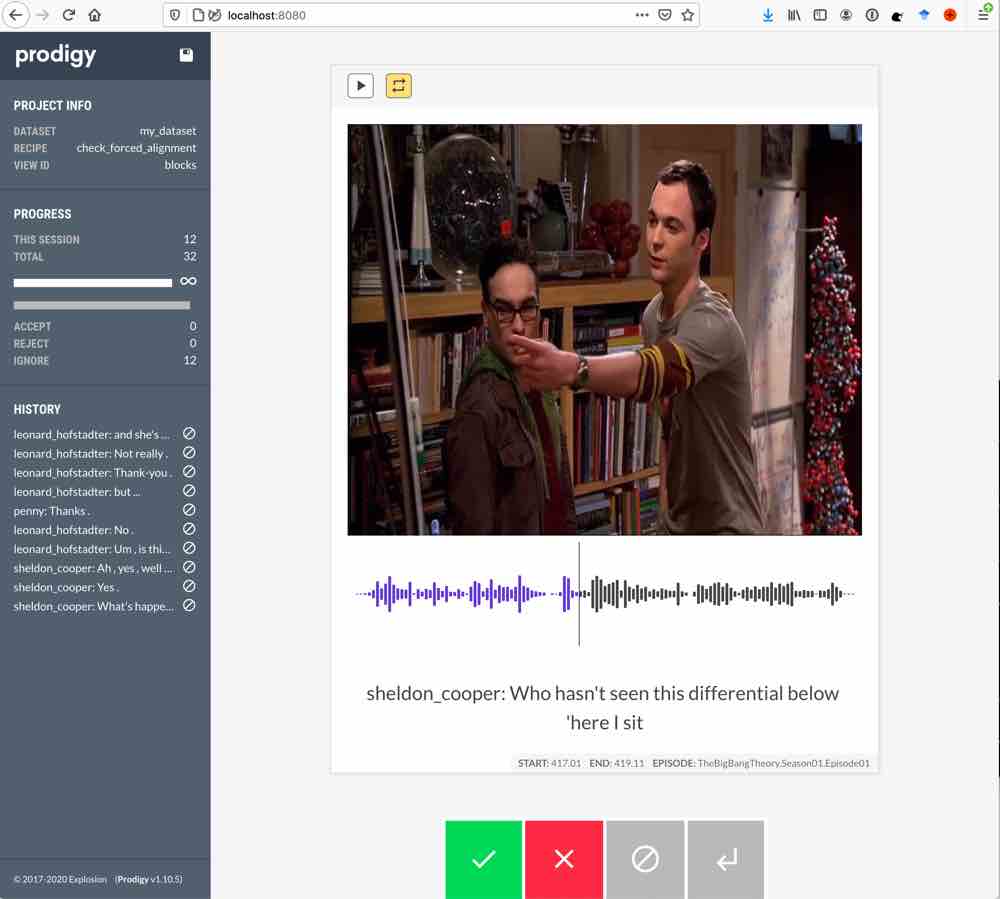 localhost:8080
prodigy
PROJECT INFO
DATASET my_dataset
RECIPE check_forced_alignment
VIEW ID blocks
PROGRESS
THIS SESSION 12
TOTAL 32
∞
ACCEPT 0
REJECT 0
IGNORE 12
HISTORY
leonard_hofstadter: and she's ...
leonard_hofstadter: Not really .
leonard_hofstadter: Thank-you .
leonard_hofstadter: but ...
penny: Thanks .
leonard_hofstadter: No .
leonard_hofstadter: Um , is thi...
sheldon_cooper: Ah , yes , well ...
sheldon_cooper: Yes .
sheldon_cooper: What's happe...
© 2017-2020 Explosion (Prodigy v1.10.5)
sheldon_cooper: Who hasn't seen this differential below
'here I sit
START: 417.01 END: 419.11 EPISODE: TheBigBangTheory.Season01.Episode01